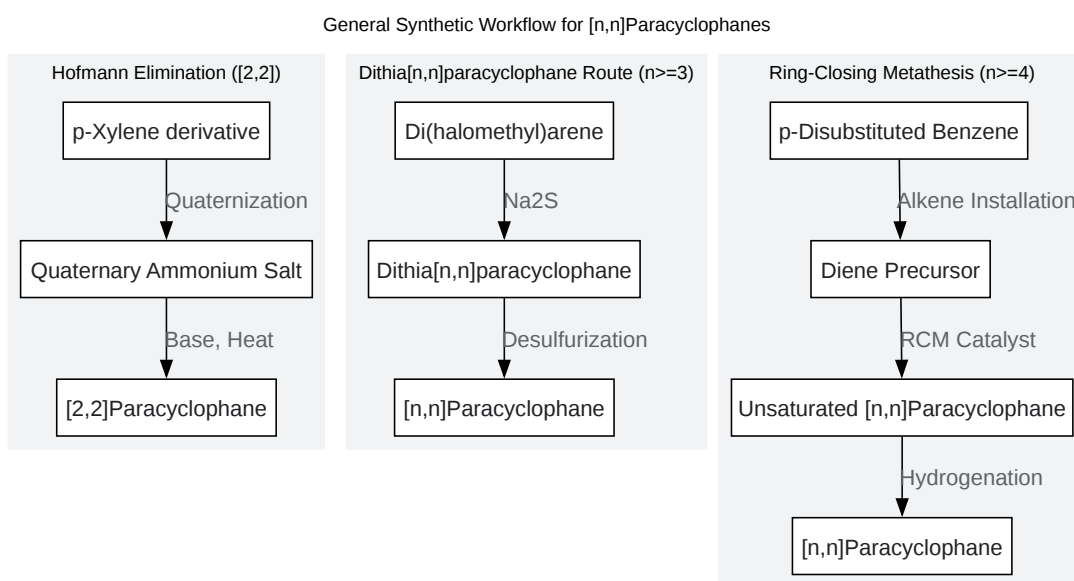 General Synthetic Workflow for [n,n]Paracyclophanes
Hofmann Elimination ([2,2])
p-Xylene derivative
Quaternization
Quaternary Ammonium Salt
Base, Heat
[2,2]Paracyclophane
Dithia[n,n]paracyclophane Route (n>=3)
Di(halomethyl)arene
Na2S
Dithia[n,n]paracyclophane
Desulfurization
[n,n]Paracyclophane
Ring-Closing Metathesis (n>=4)
p-Disubstituted Benzene
Alkene Installation
Diene Precursor
RCM Catalyst
Unsaturated [n,n]Paracyclophane
Hydrogenation
[n,n]Paracyclophane